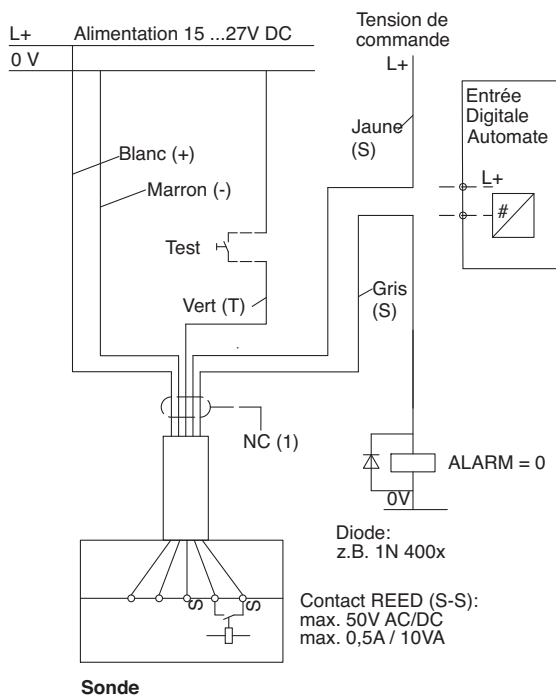 L+
Alimentation 15 ...27V DC
0 V
Tension de
commande
L+
Entrée
Digitale
Automate
L+
#
Jaune
(S)
Blanc (+)
Marron (-)
Test
Vert (T)
Gris
(S)
NC (1)
ALARM = 0
0V
Diode:
z.B. 1N 400x
S
S
Contact REED (S-S):
max. 50V AC/DC
max. 0,5A / 10VA
Sonde